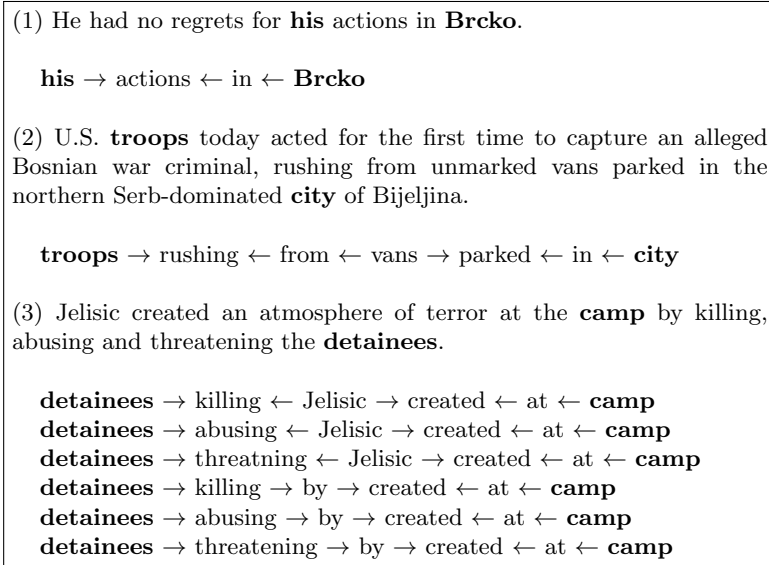 (1) He had no regrets for his actions in Brcko.
his → actions ← in ← Brcko
(2) U.S. troops today acted for the first time to capture an alleged
Bosnian war criminal, rushing from unmarked vans parked in the
northern Serb-dominated city of Bijeljina.
troops → rushing ← from ← vans → parked ← in ← city
(3) Jelisic created an atmosphere of terror at the camp by killing,
abusing and threatening the detainees.
detainees → killing ← Jelisic → created ← at ← camp
detainees → abusing ← Jelisic → created ← at ← camp
detainees → threatning ← Jelisic → created ← at ← camp
detainees → killing → by → created ← at ← camp
detainees → abusing → by → created ← at ← camp
detainees → threatening → by → created ← at ← camp